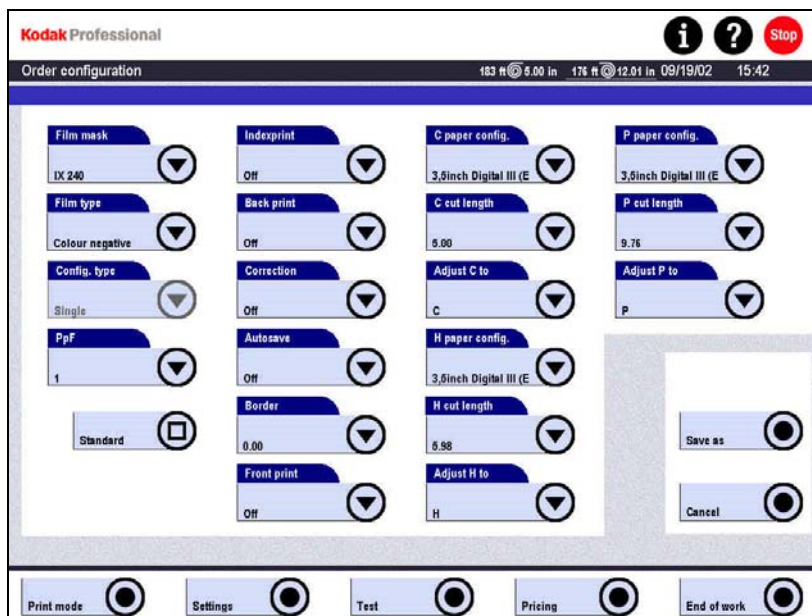 Kodak Professional
i ? Stop
Order configuration 183 ft 5.00 in 176 ft 12.01 in 09/19/02 15:42
Film mask Indexprint C paper config. P paper config.
IX 240 Off 3,5inch Digital III (E 3,5inch Digital III (E
Film type Back print C cut length P cut length
Colour negative Off 5.00 9.76
Config. type Correction Adjust C to Adjust P to
Single Off C P
PpF Autosave H paper config.
1 Off 3,5inch Digital III (E
Border H cut length
Standard 0.00 5.98 Save as
Front print Adjust H to
Off H Cancel
Print mode Settings Test Pricing End of work